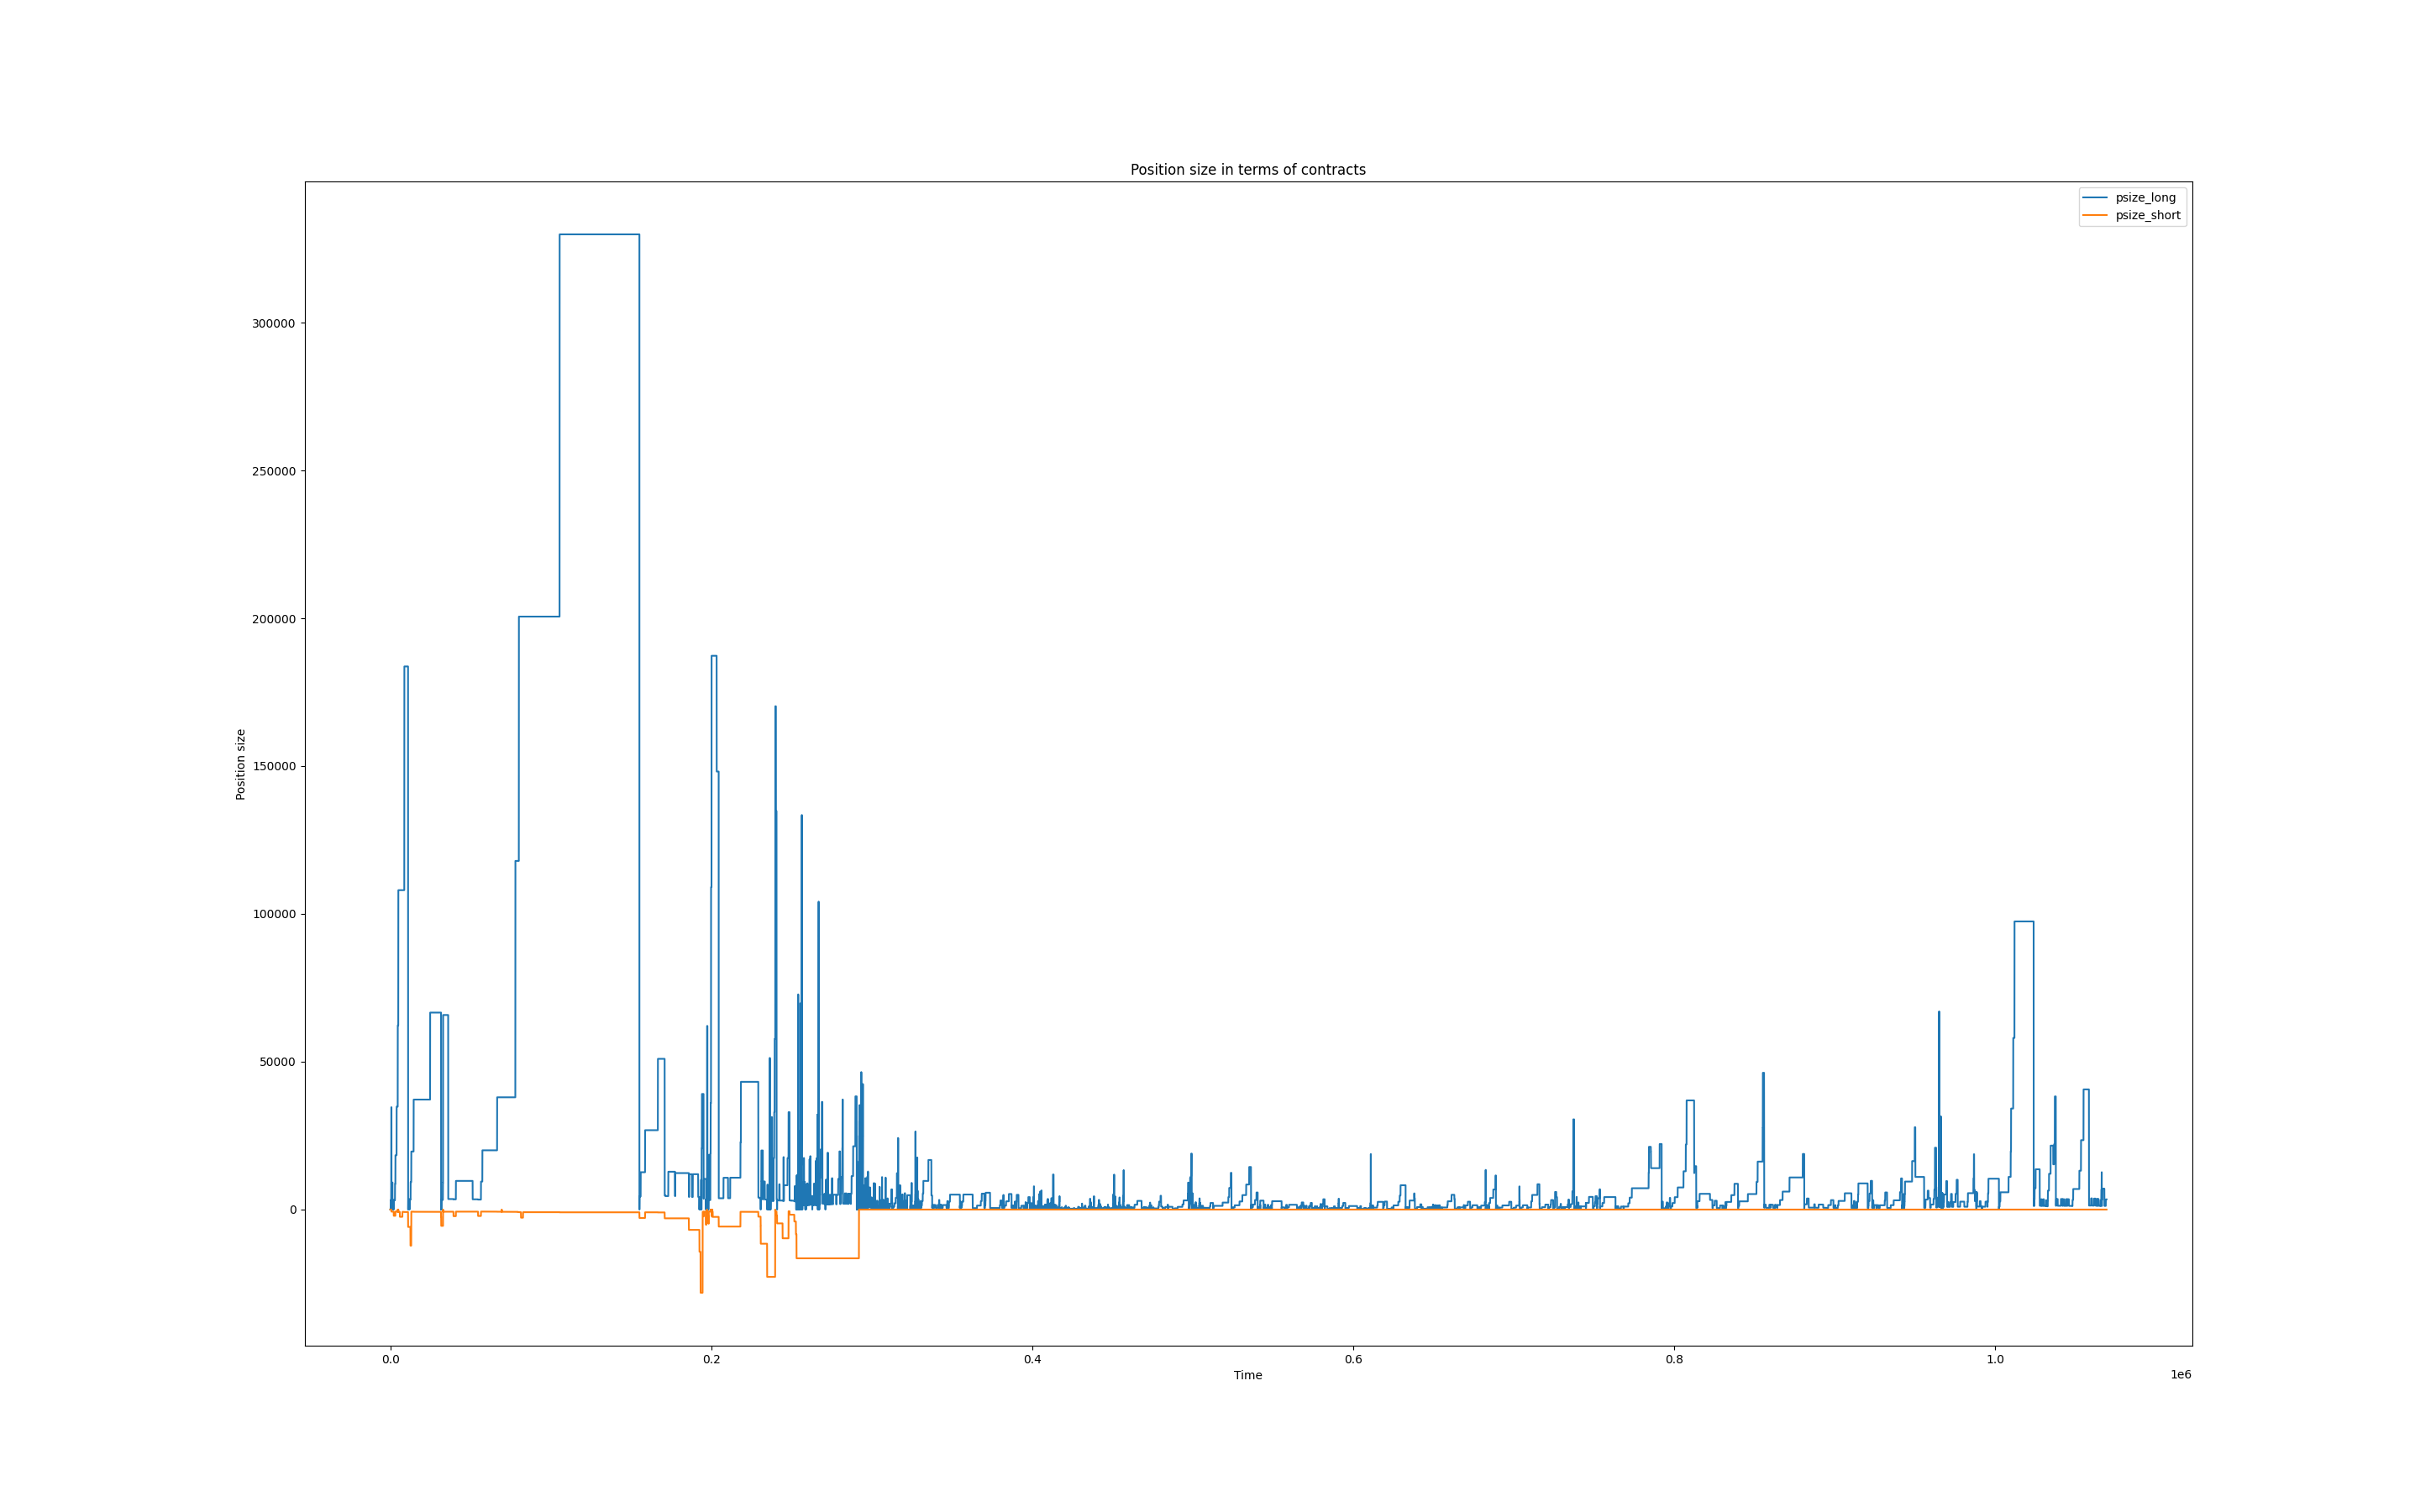 Position size in terms of contracts
psize_long
psize_short
Position size
300000
250000
200000
150000
100000
50000
0
0.0 0.2 0.4 0.6 0.8 1.0
1e6
Time